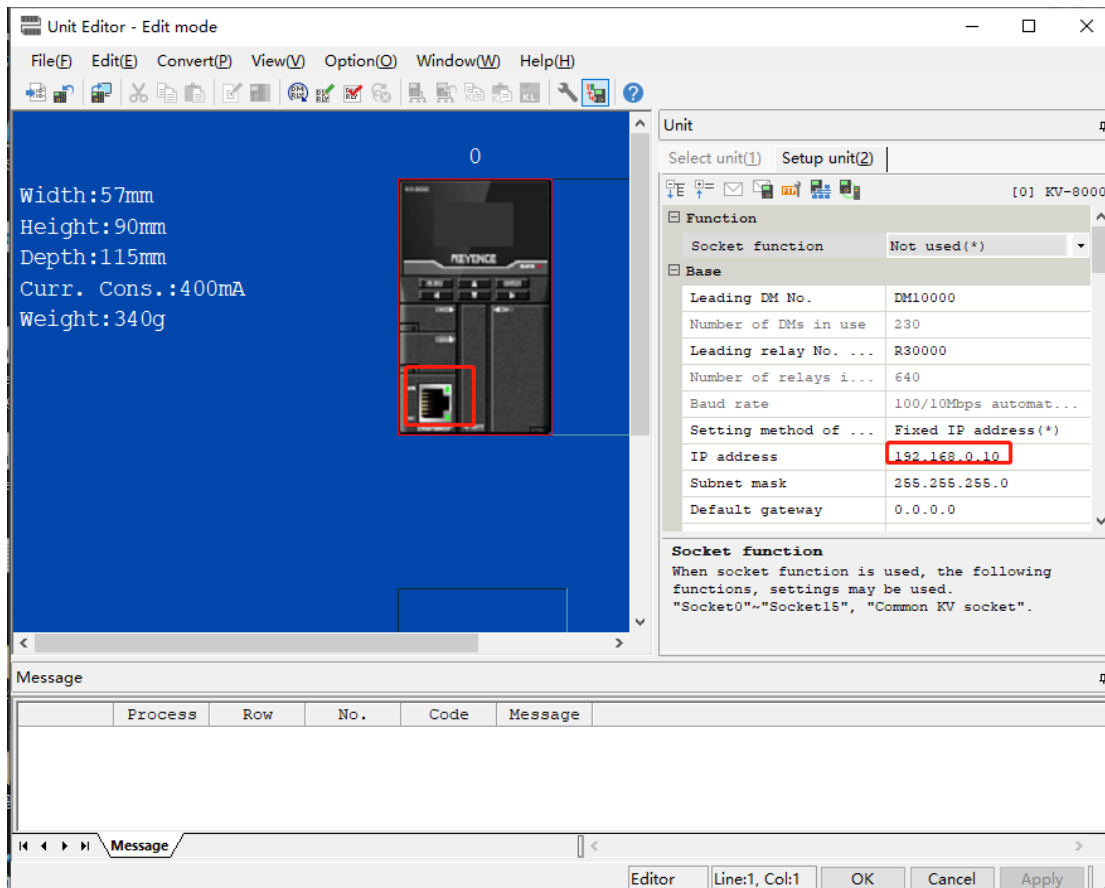 Unit Editor - Edit mode
File(F) Edit(E) Convert(P) View(V) Option(O) Window(W) Help(H)
0
Width:57mm
Height:90mm
Depth:115mm
Curr. Cons.:400mA
Weight:340g
KEYENCE
Unit
Select unit(1) Setup unit(2)
[0] KV-8000
Function
Socket function Not used(*)
Base
Leading DM No. DM10000
Number of DMs in use 230
Leading relay No. ... R30000
Number of relays i... 640
Baud rate 100/10Mbps automat...
Setting method of ... Fixed IP address(*)
IP address 192.168.0.10
Subnet mask 255.255.255.0
Default gateway 0.0.0.0
Socket function
When socket function is used, the following
functions, settings may be used.
"Socket0"~"Socket15", "Common KV socket".
Message
Process Row No. Code Message
Message
Editor Line:1, Col:1 OK Cancel Apply